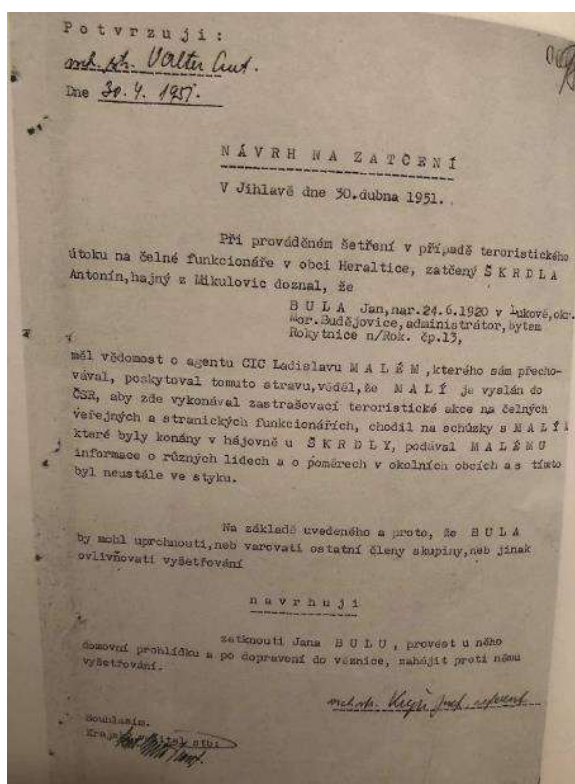 Potvrzuji:
Valter Ant.
Dne 30.4.1951.
NÁVRH NA ZATČENÍ
V Jihlavě dne 30.dubna 1951.
Při prováděném šetření v případě teroristického
útoku na čelné funkcionáře v obci Heraltice, zatčený ŠKRDLA
Antonín,hajný z Mikulovic doznal, že
BULA Jan,nar.24.6.1920 v Lukově,okr.
Mor.Budějovice,administrátor,bytem
Rokytnice n/Rok. čp.13,
měl vědomost o agentu CIC Ladislavu MALÉM,kterého sám přecho-
vával, poskytoval tomuto stravu,věděl,že MALÍ je vyslán do
ČSR, aby zde vykonával zastrašovací teroristické akce na čelných
veřejných a stranických funkcionářích, chodil na schůzky s MALÍM
které byly konány v hájovně u ŠKRDLY, podával MALÉMU
informace o různých lidech a o poměrech v okolních obcích a s tímto
byl neustále ve styku.
Na základě uvedeného a proto, že BULA
by mohl uprchnouti,neb varovati ostatní členy skupiny,neb jinak
ovlivňovati vyšetřování
navrhuji
zatknouti Jana BULU, provést u něho
domovní prohlídku a po dopravení do věznice, zahájit proti němu
vyšetřování.
referent
Souhlasím.